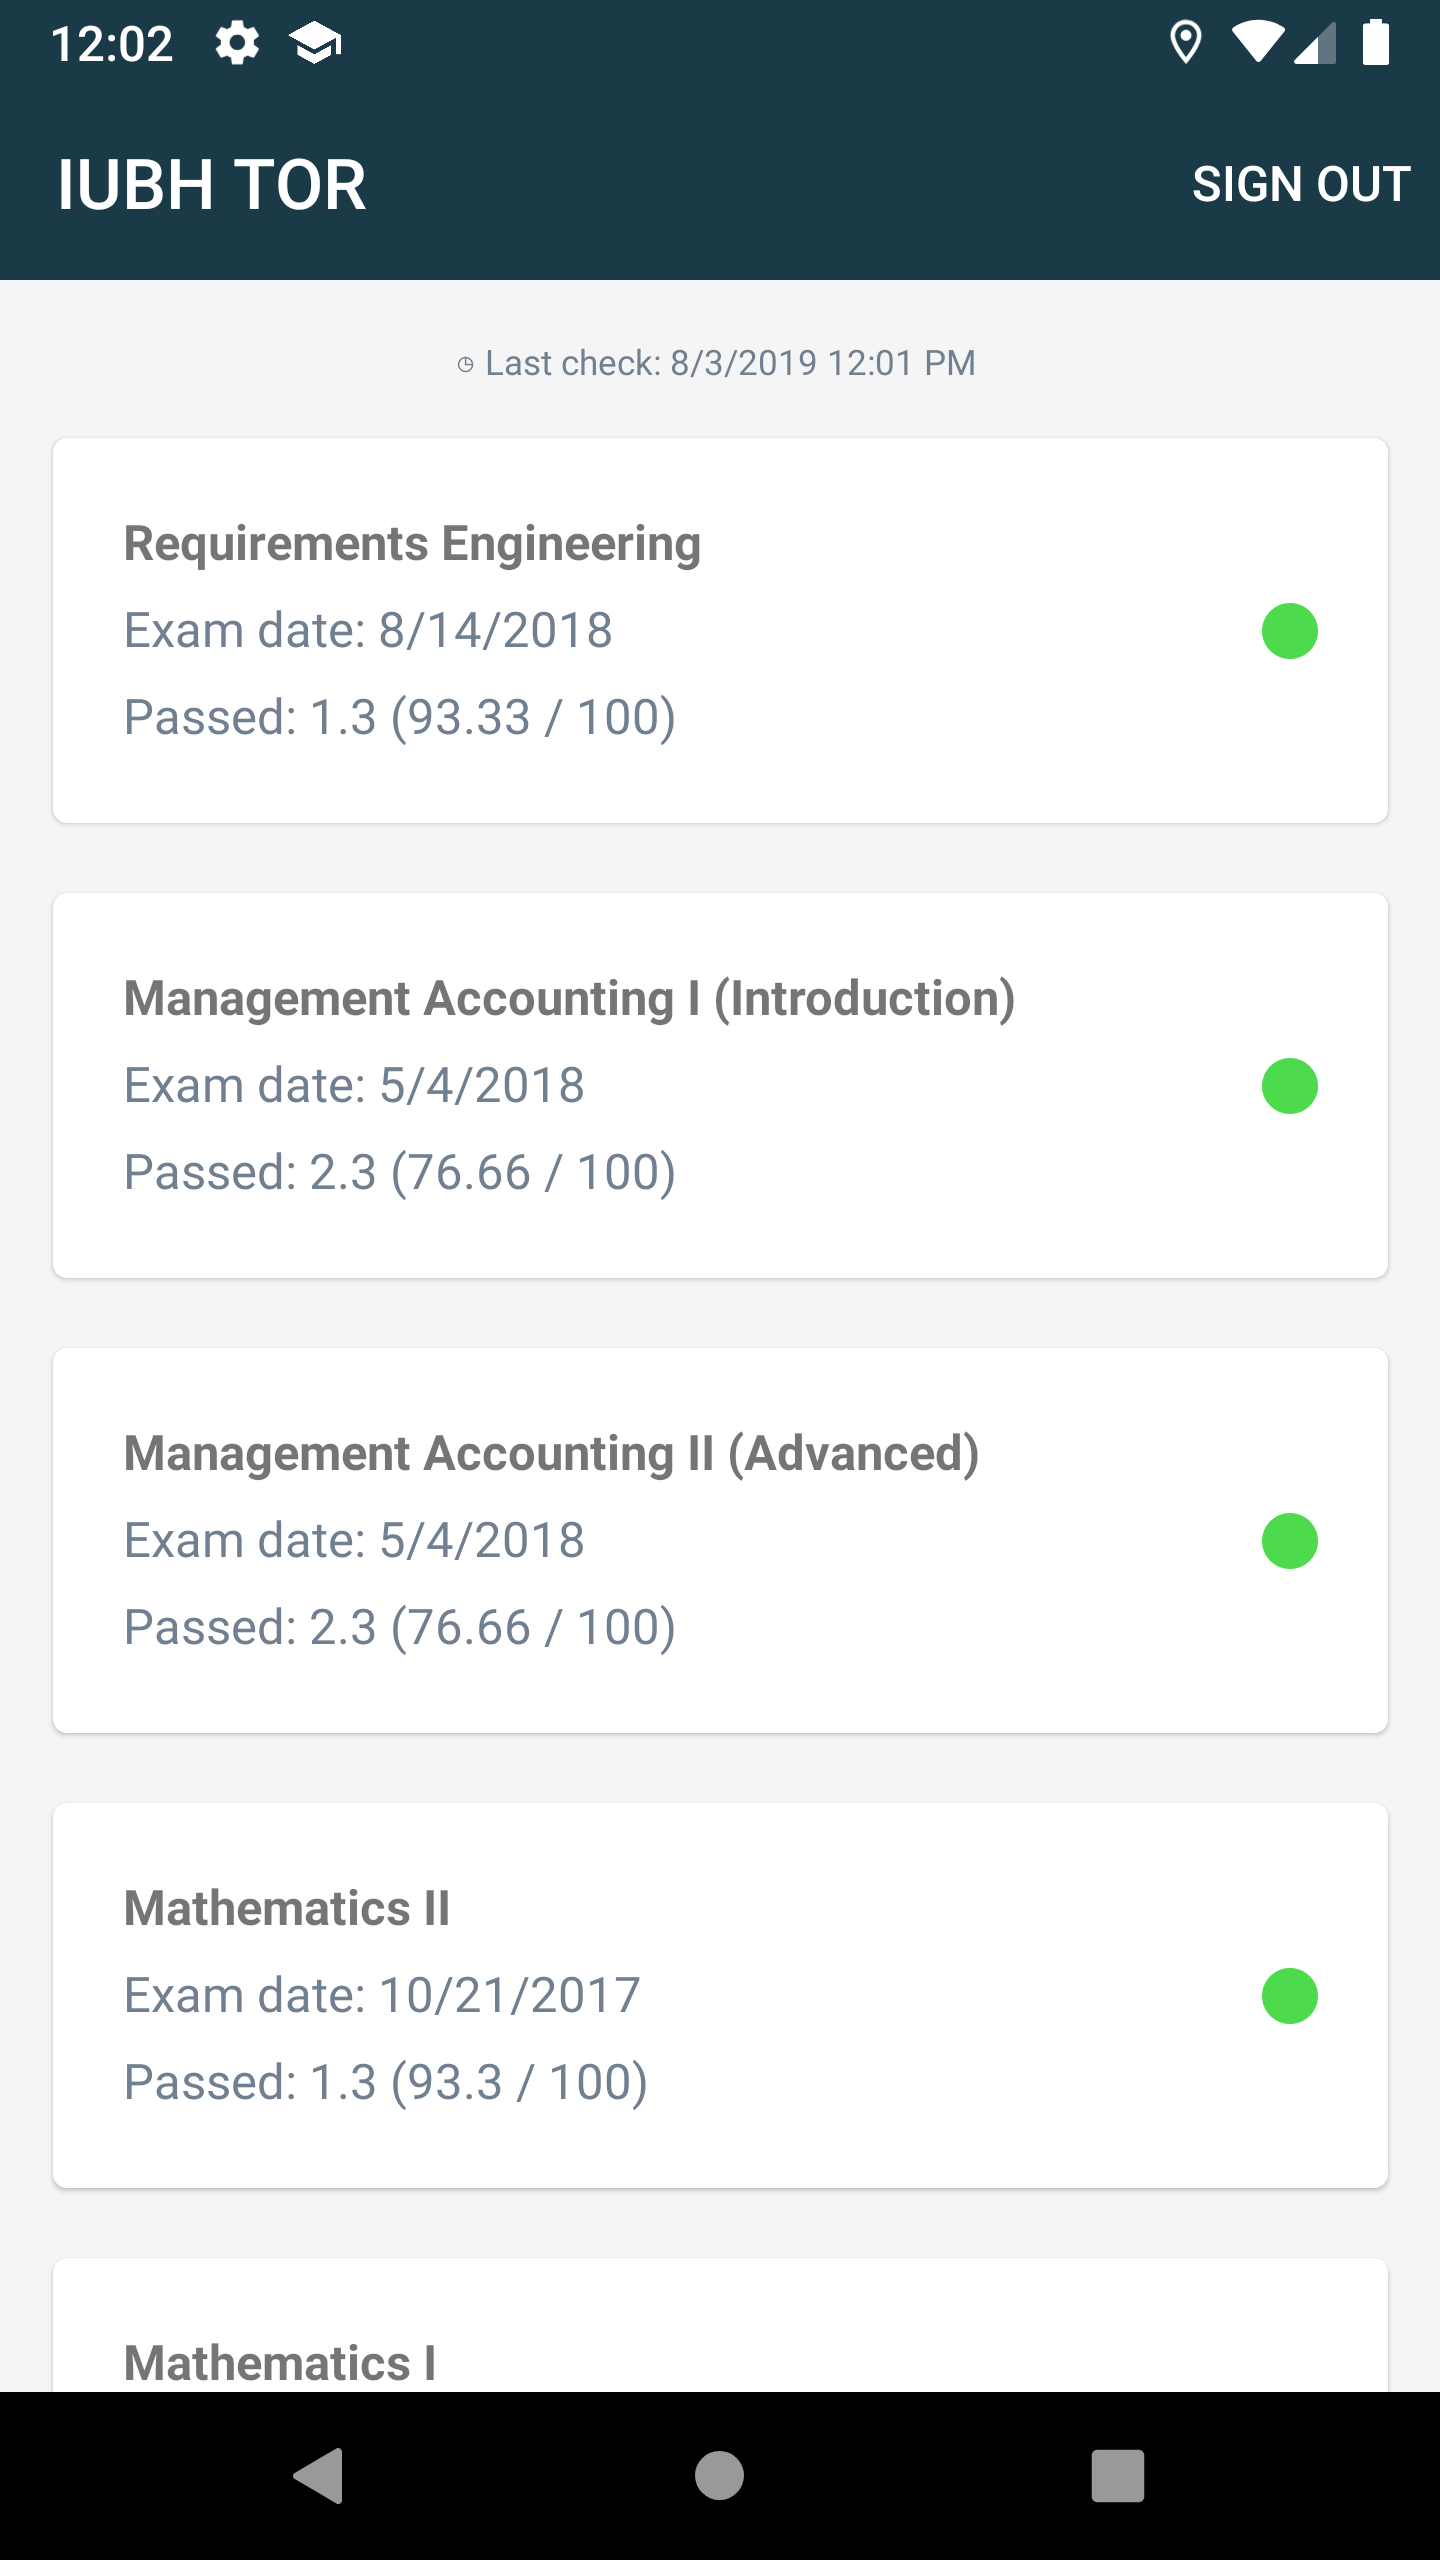 12:02
IUBH TOR
SIGN OUT
Last check: 8/3/2019 12:01 PM
Requirements Engineering
Exam date: 8/14/2018
Passed: 1.3 (93.33 / 100)
Management Accounting I (Introduction)
Exam date: 5/4/2018
Passed: 2.3 (76.66 / 100)
Management Accounting II (Advanced)
Exam date: 5/4/2018
Passed: 2.3 (76.66 / 100)
Mathematics II
Exam date: 10/21/2017
Passed: 1.3 (93.3 / 100)
Mathematics I